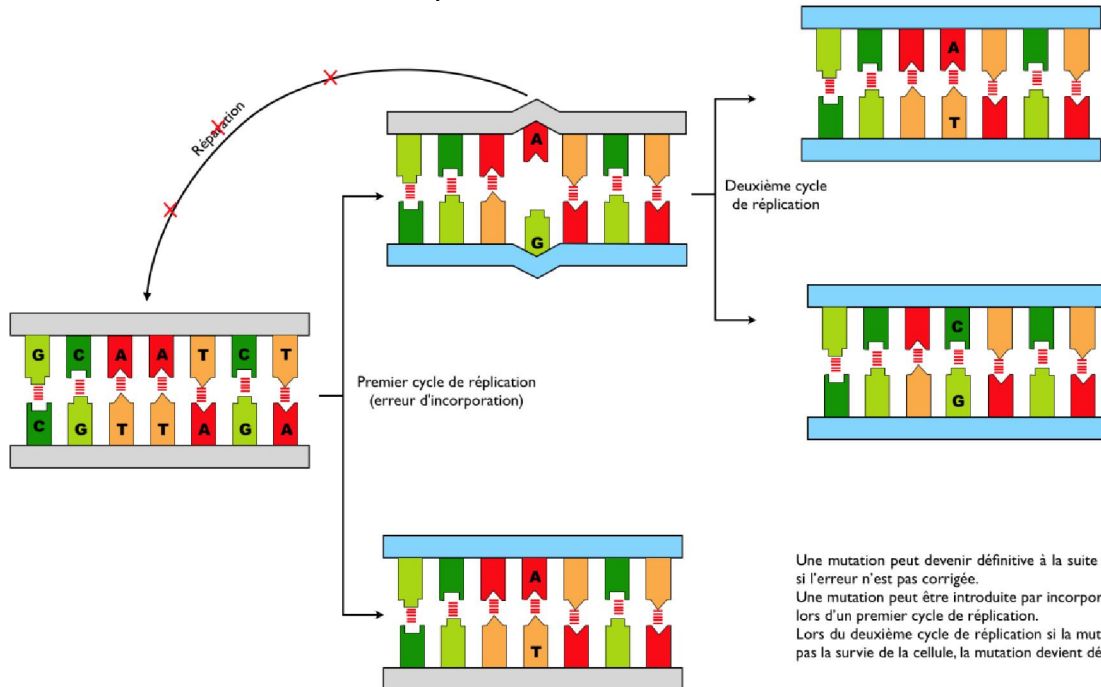 Réparation
A
G
A
T
Deuxième cycle
de réplication
G C A A T C T
C G T T A G A
Premier cycle de réplication
(erreur d'incorporation)
C
G
A
T
Une mutation peut devenir définitive à la suite
si l'erreur n'est pas corrigée.
Une mutation peut être introduite par incorpor
lors d'un premier cycle de réplication.
Lors du deuxième cycle de réplication si la mut
pas la survie de la cellule, la mutation devient dé